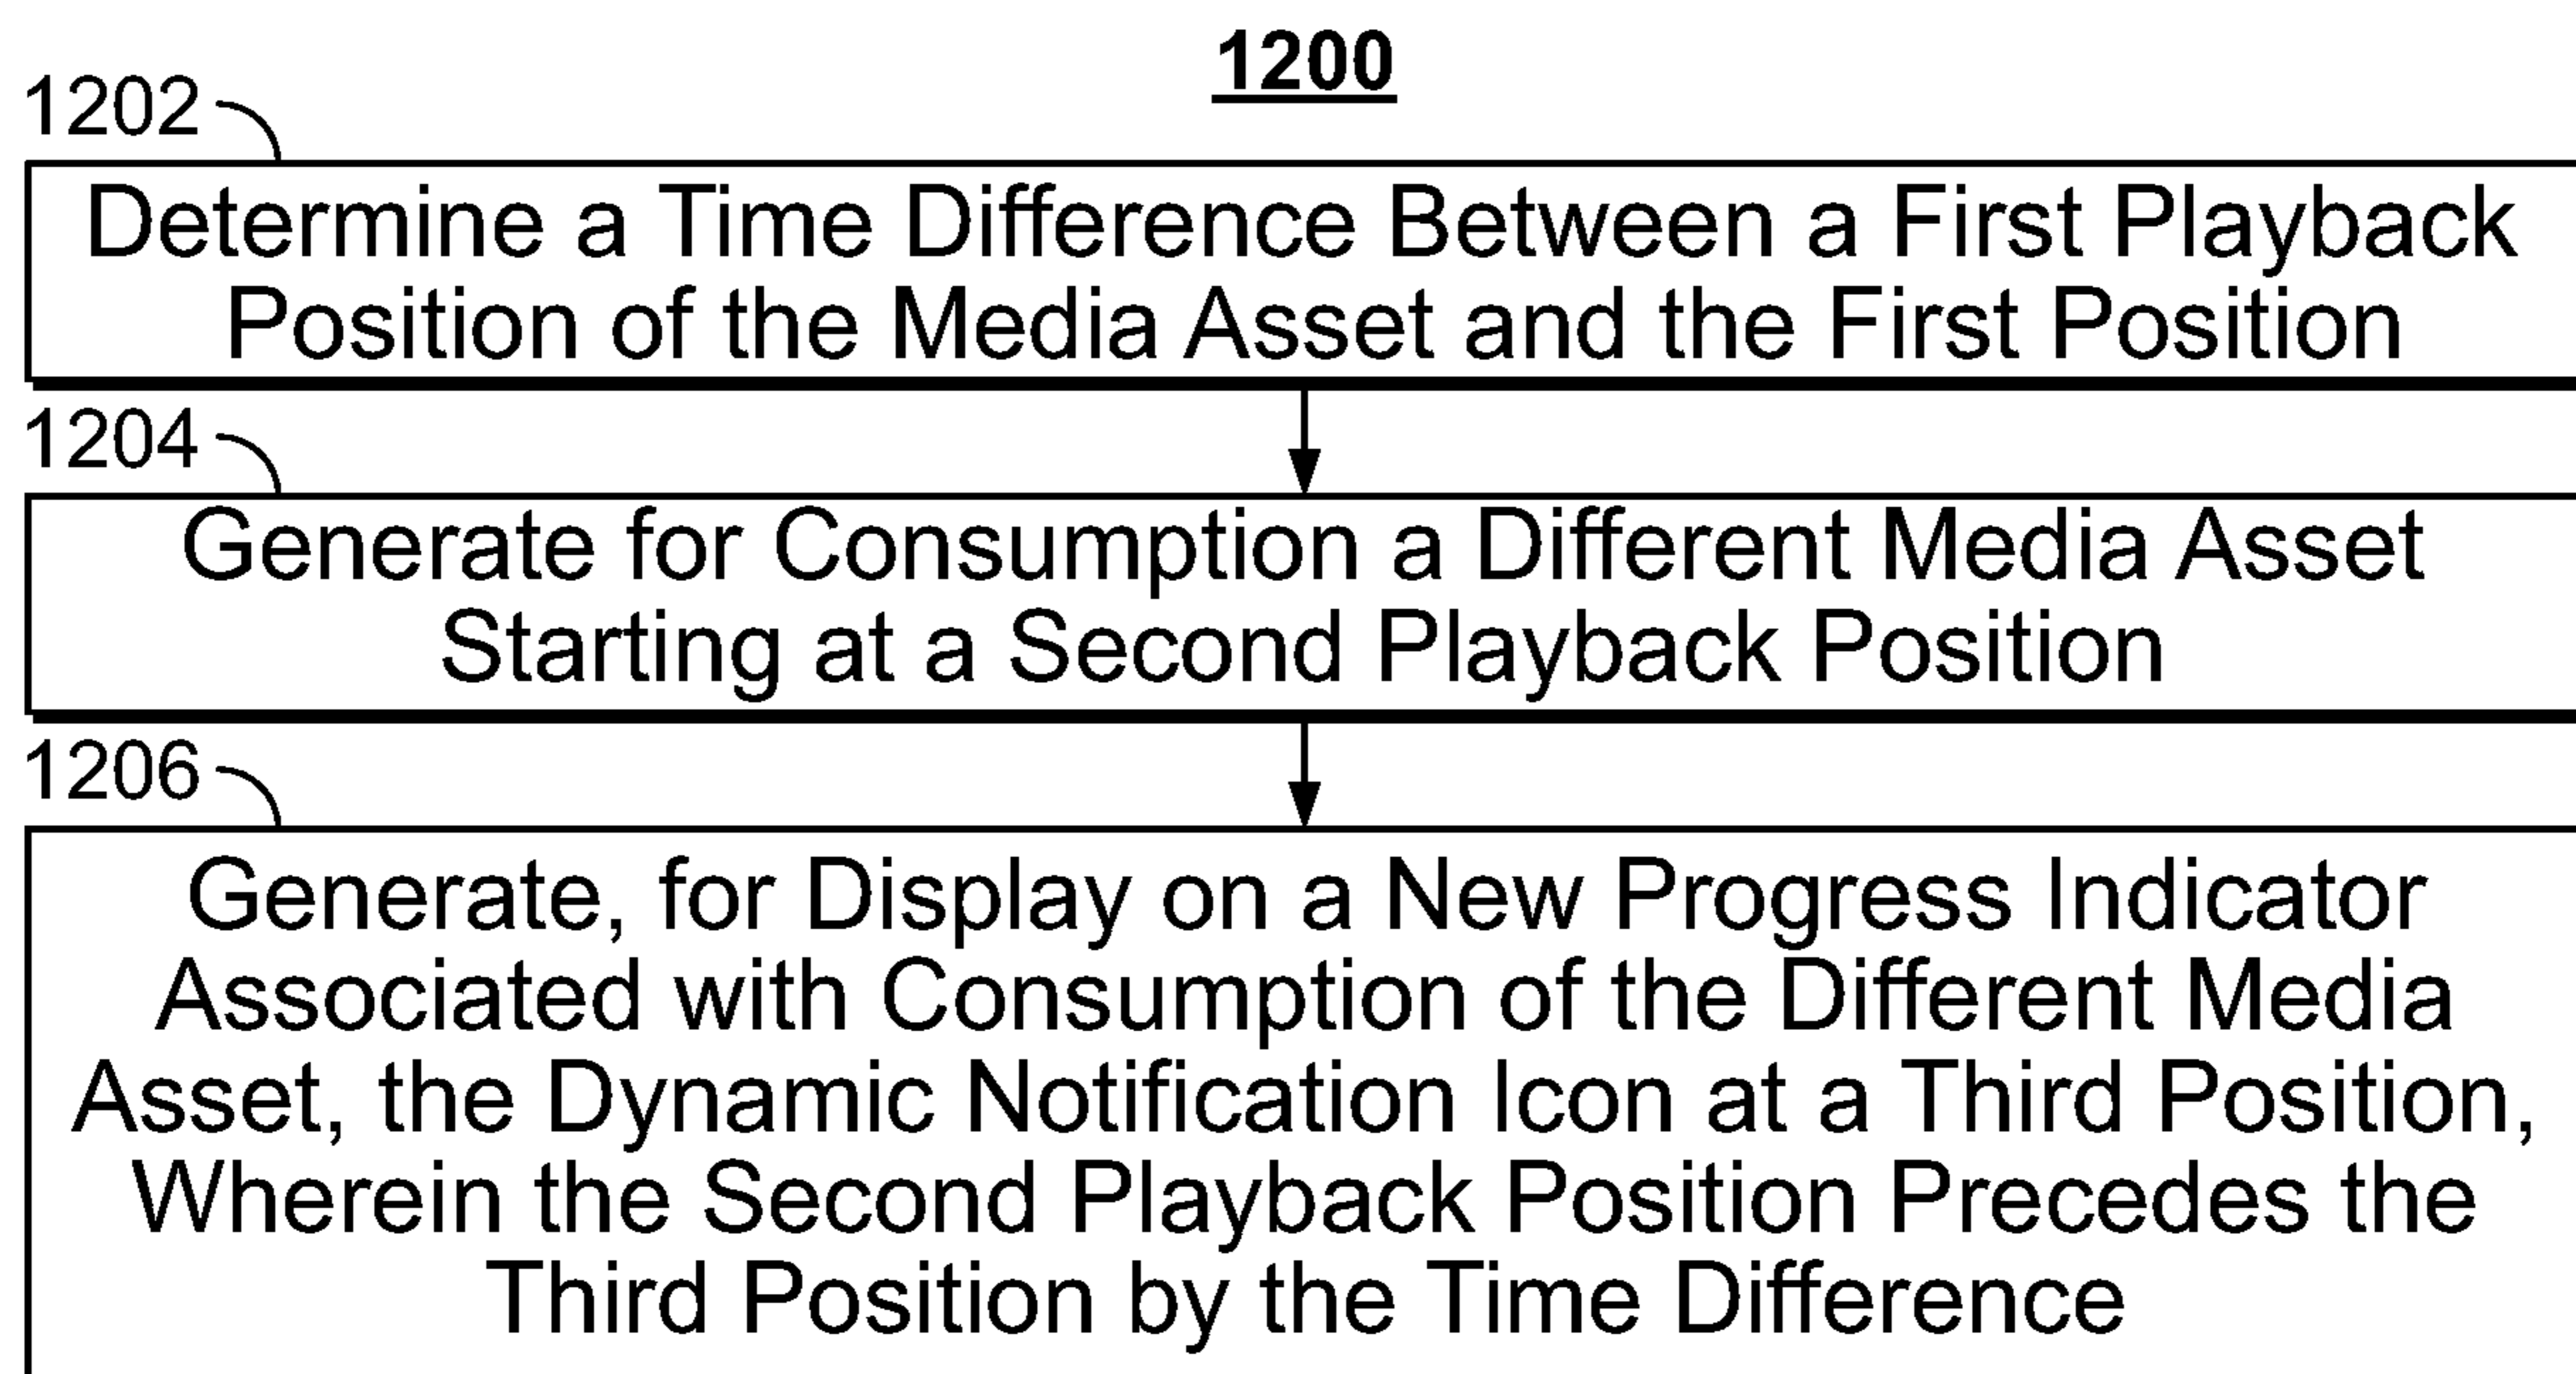 1200
1202
Determine a Time Difference Between a First Playback
Position of the Media Asset and the First Position
1204
Generate for Consumption a Different Media Asset
Starting at a Second Playback Position
1206
Generate, for Display on a New Progress Indicator
Associated with Consumption of the Different Media
Asset, the Dynamic Notification Icon at a Third Position,
Wherein the Second Playback Position Precedes the
Third Position by the Time Difference